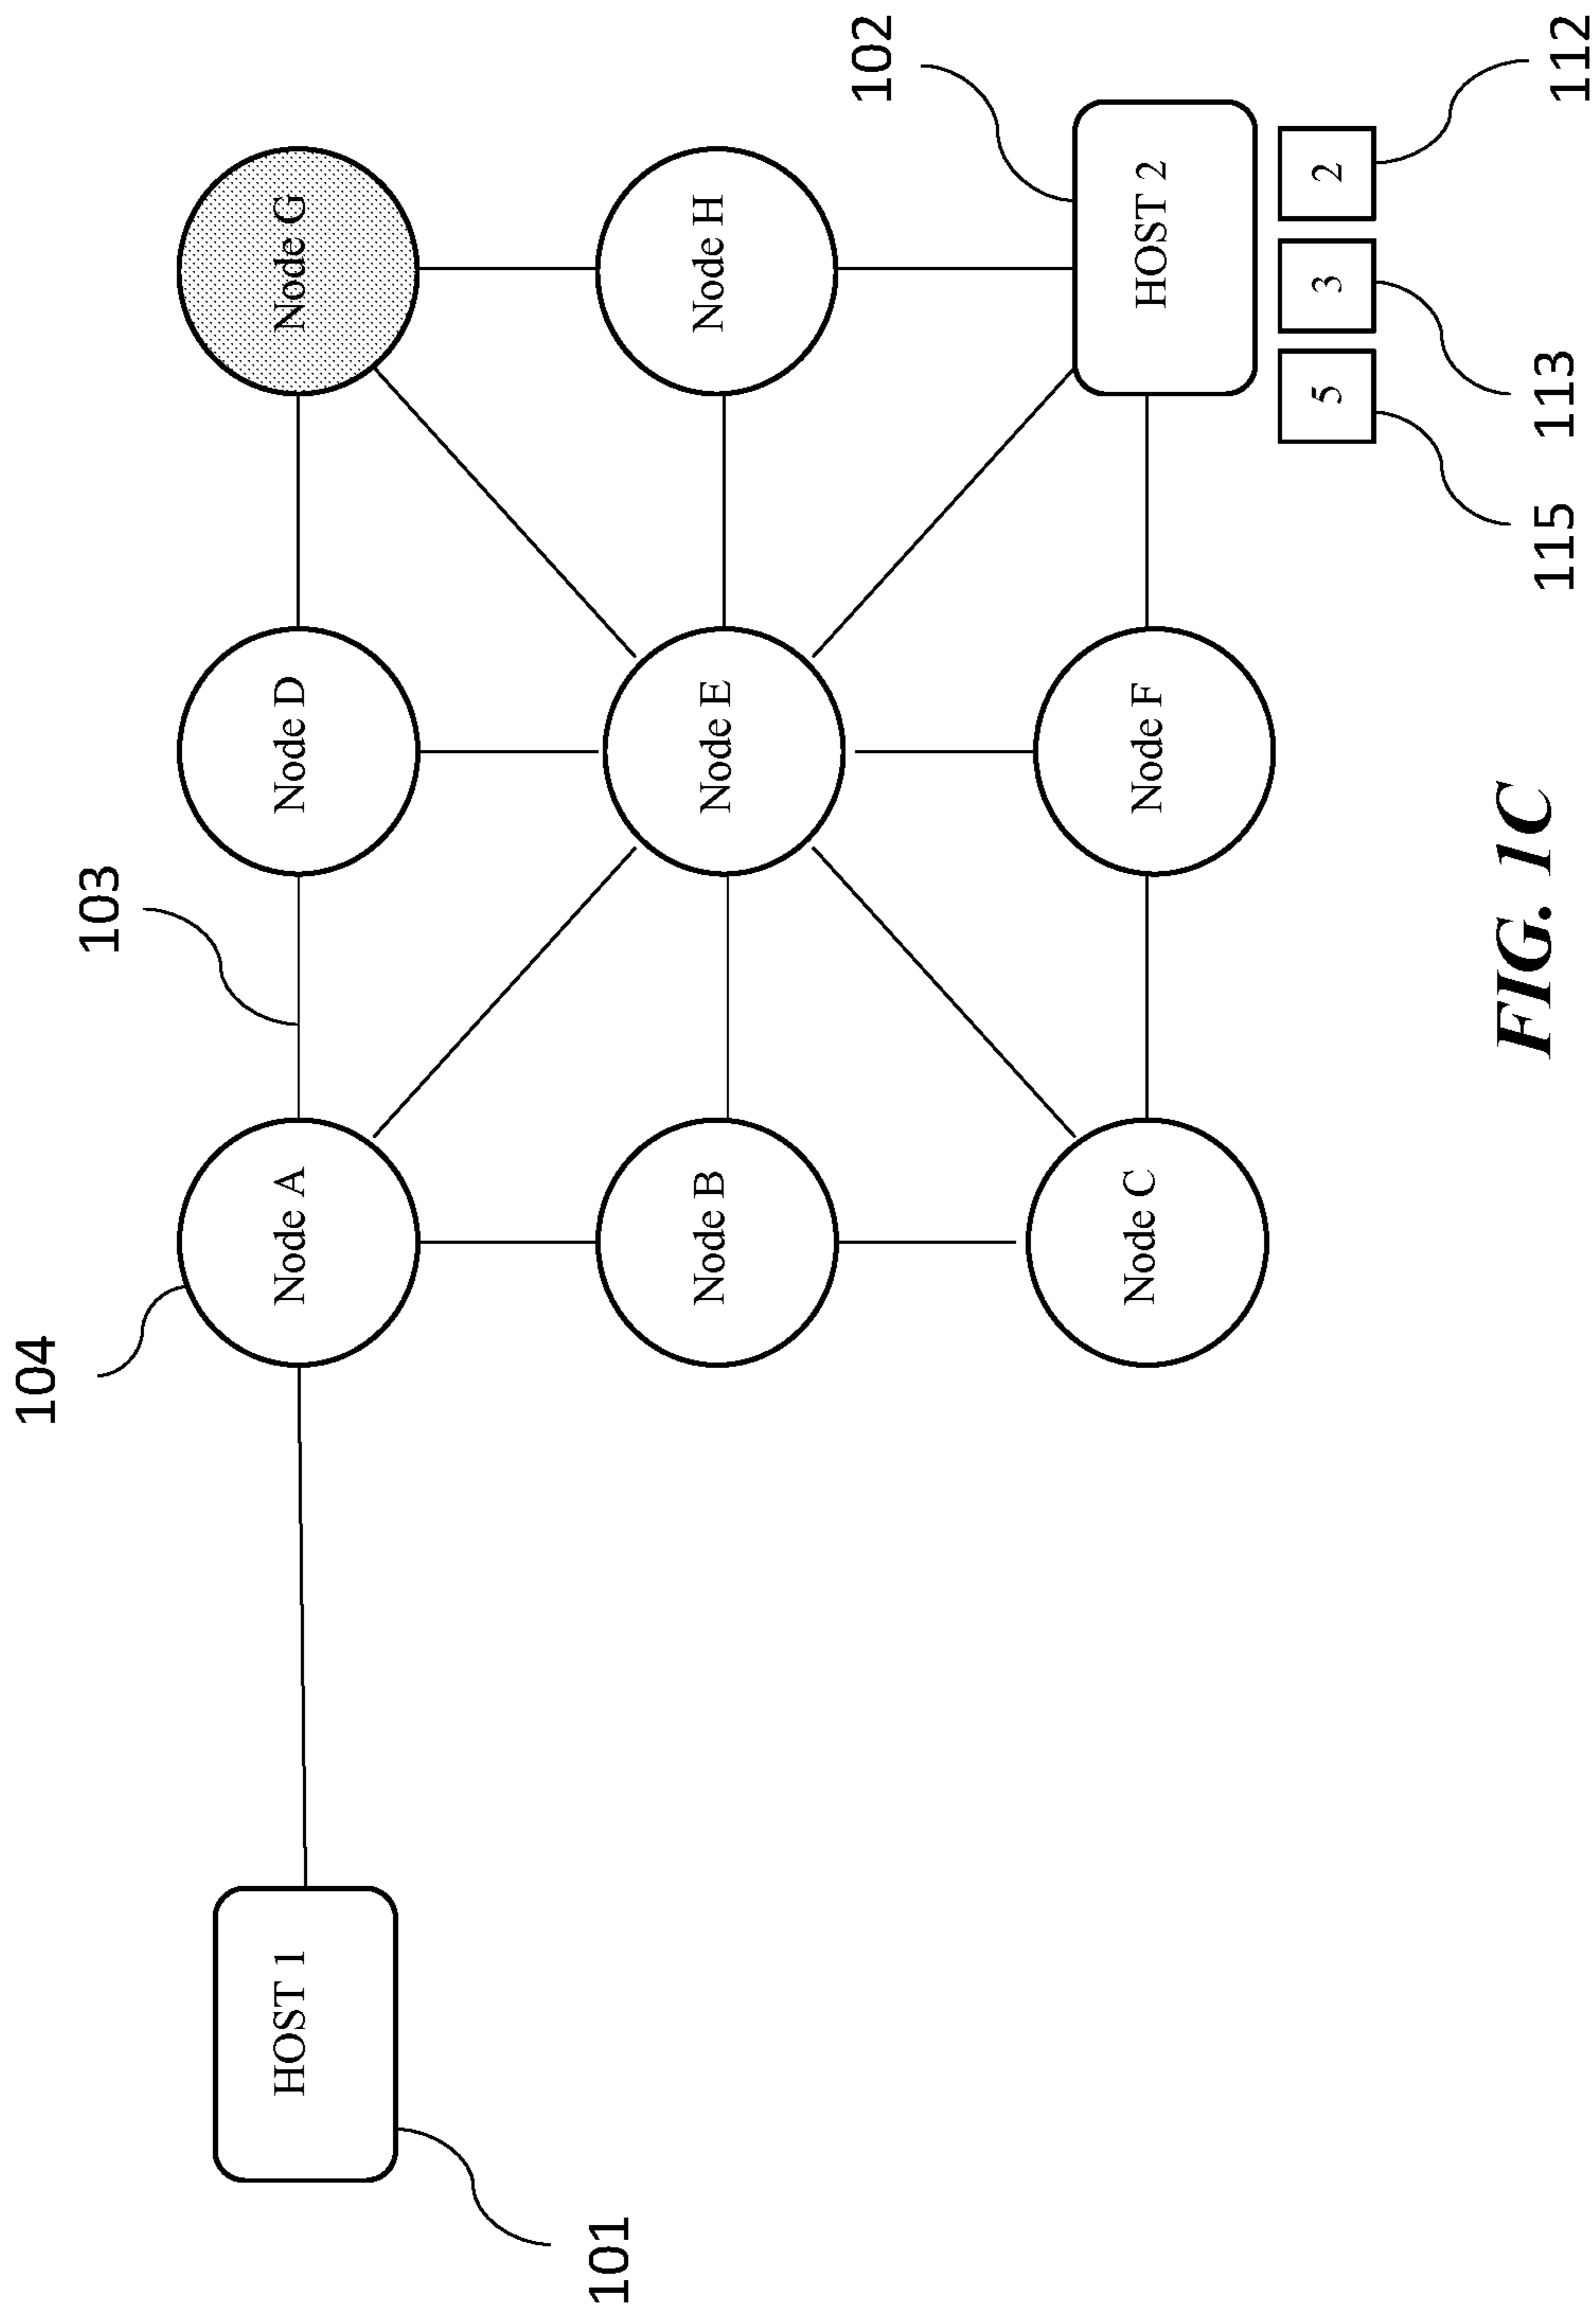 104
103
HOST 1
Node A
Node D
Node G
101
Node B
Node E
Node H
102
Node C
Node F
HOST 2
5
3
2
115
113
112
FIG. 1C